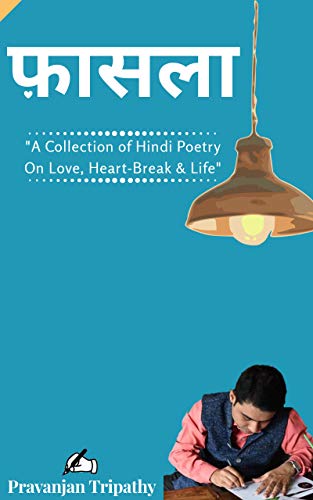 फ़ासला
"A Collection of Hindi Poetry
On Love, Heart-Break & Life"
Pravanjan Tripathy